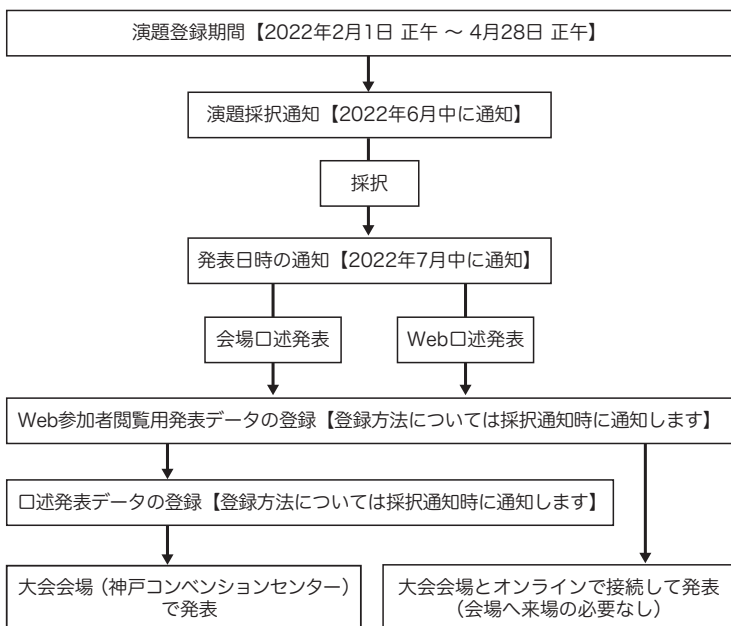 演題登録期間【2022年2月1日 正午 ～ 4月28日 正午】
演題採択通知【2022年6月中に通知】
採択
発表日時の通知【2022年7月中に通知】
会場口述発表
Web口述発表
Web参加者閲覧用発表データの登録【登録方法については採択通知時に通知します】
口述発表データの登録【登録方法については採択通知時に通知します】
大会会場（神戸コンベンションセンター）
で発表
大会会場とオンラインで接続して発表
（会場へ来場の必要なし）